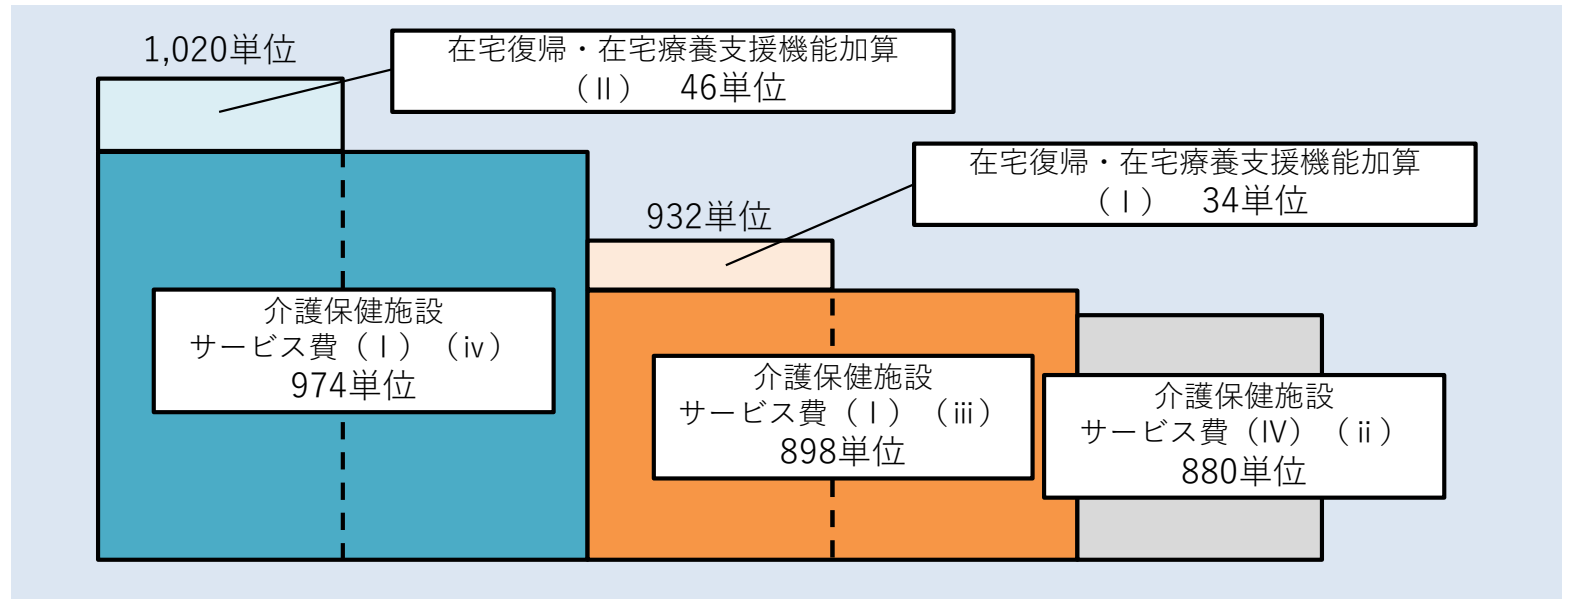 1,020単位
在宅復帰・在宅療養支援機能加算
（Ⅱ）　46単位
在宅復帰・在宅療養支援機能加算
（Ⅰ）　34単位
932単位
介護保健施設
サービス費（Ⅰ）（ⅳ）
974単位
介護保健施設
サービス費（Ⅰ）（ⅲ）
898単位
介護保健施設
サービス費（Ⅳ）（ⅱ）
880単位